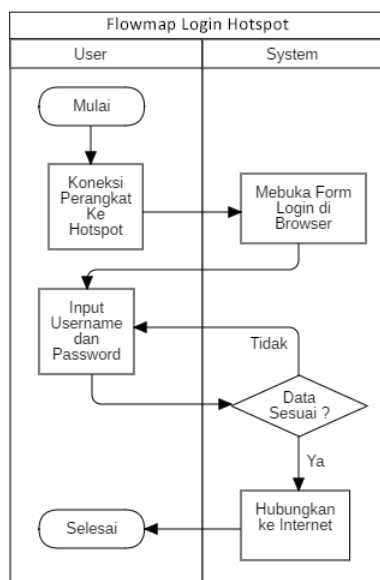 Flowmap Login Hotspot
User
System
Mulai
Koneksi
Perangkat
Ke
Hotspot
Mebuka Form
Login di
Browser
Input
Username
dan
Password
Tidak
Data
Sesuai ?
Ya
Hubungkan
ke Internet
Selesai